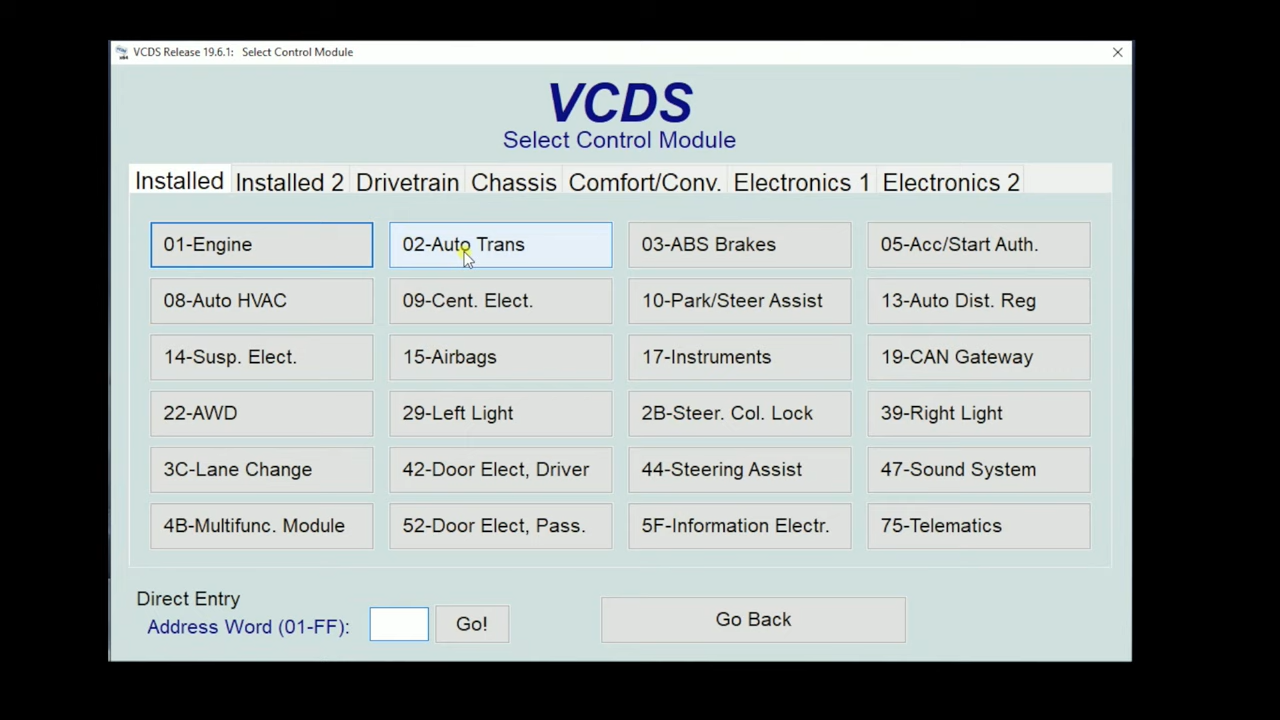 VCDS Release 19.6.1: Select Control Module
VCDS
Select Control Module
Installed Installed 2 Drivetrain Chassis Comfort/Conv. Electronics 1 Electronics 2
01-Engine 02-Auto Trans 03-ABS Brakes 05-Acc/Start Auth.
08-Auto HVAC 09-Cent. Elect. 10-Park/Steer Assist 13-Auto Dist. Reg
14-Susp. Elect. 15-Airbags 17-Instruments 19-CAN Gateway
22-AWD 29-Left Light 2B-Steer. Col. Lock 39-Right Light
3C-Lane Change 42-Door Elect, Driver 44-Steering Assist 47-Sound System
4B-Multifunc. Module 52-Door Elect, Pass. 5F-Information Electr. 75-Telematics
Direct Entry
Address Word (01-FF): Go! Go Back